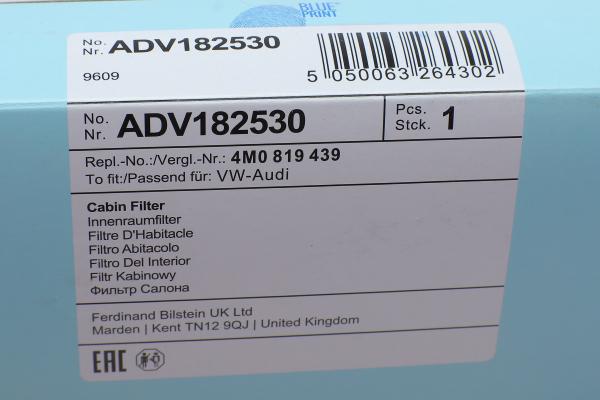 BLUE
PRINT
No. ADV182530
Nr.
9609
5 050063 264302
No. ADV182530
Nr.
Pcs. 1
Stck.
Repl.-No.:/Vergl.-Nr.: 4M0 819 439
To fit:/Passend für: VW-Audi
Cabin Filter
Innenraumfilter
Filtre D'Habitacle
Filtro Abitacolo
Filtro Del Interior
Filtr Kabinowy
Фильтр Салона
Ferdinand Bilstein UK Ltd
Marden | Kent TN12 9QJ | United Kingdom
EAC